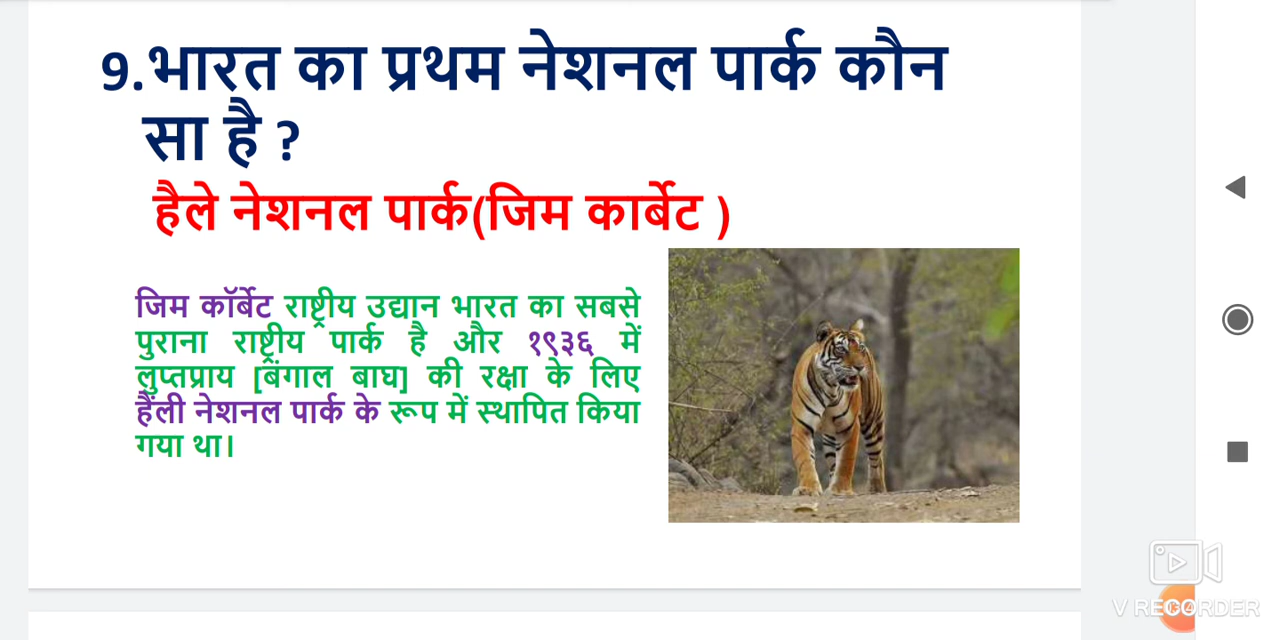 9.भारत का प्रथम नेशनल पार्क कौन
सा है ?
हैले नेशनल पार्क(जिम कार्बेट )
जिम कॉर्बेट राष्ट्रीय उद्यान भारत का सबसे
पुराना राष्ट्रीय पार्क है और १९३६ में
लुप्तप्राय [बंगाल बाघ] की रक्षा के लिए
हैंली नेशनल पार्क के रूप में स्थापित किया
गया था।
V RECORDER